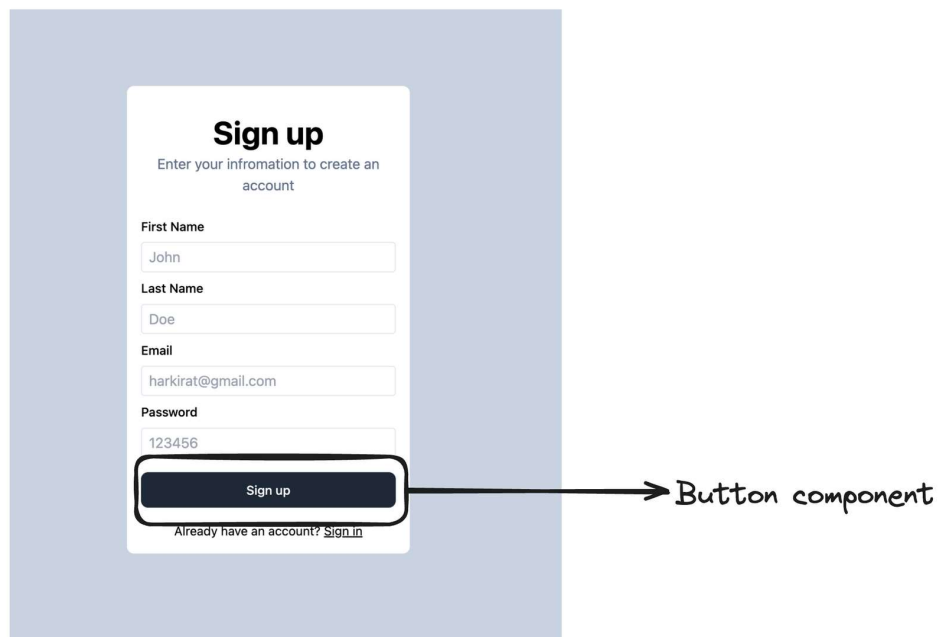 Sign up
Enter your infromation to create an
account
First Name
John
Last Name
Doe
Email
harkirat@gmail.com
Password
123456
Sign up
Button component
Already have an account? Sign in